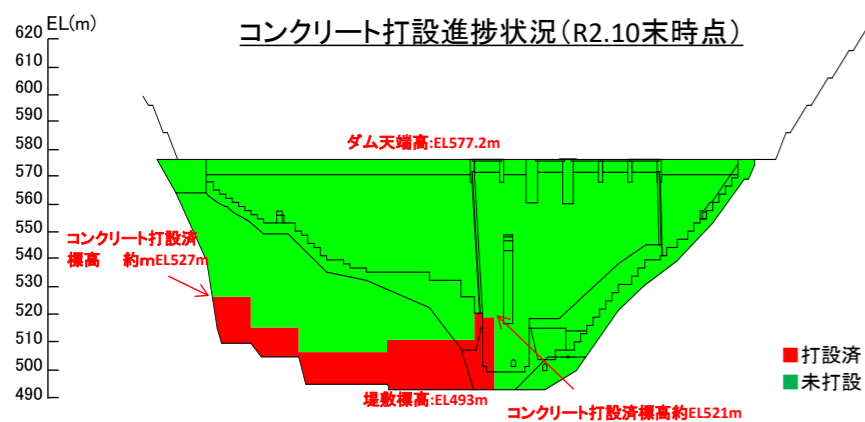 コンクリート打設進捗状況(R2.10末時点)
EL(m)
620
610
600
590
580
570
560
550
540
530
520
510
500
490
ダム天端高:EL577.2m
コンクリート打設済
標高 約mEL527m
堤敷標高:EL493m
コンクリート打設済標高約EL521m
打設済
未打設